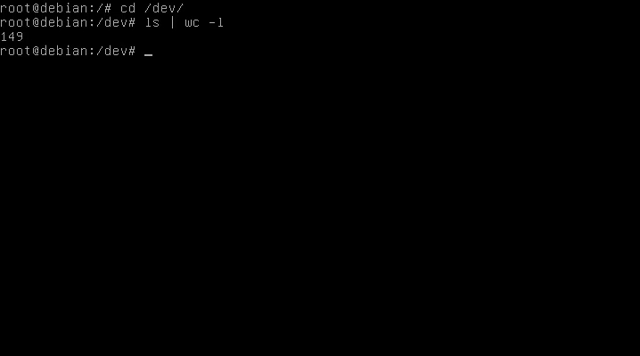 root@debian:/# cd /dev/
root@debian:/dev# ls | wc -l
149
root@debian:/dev# _